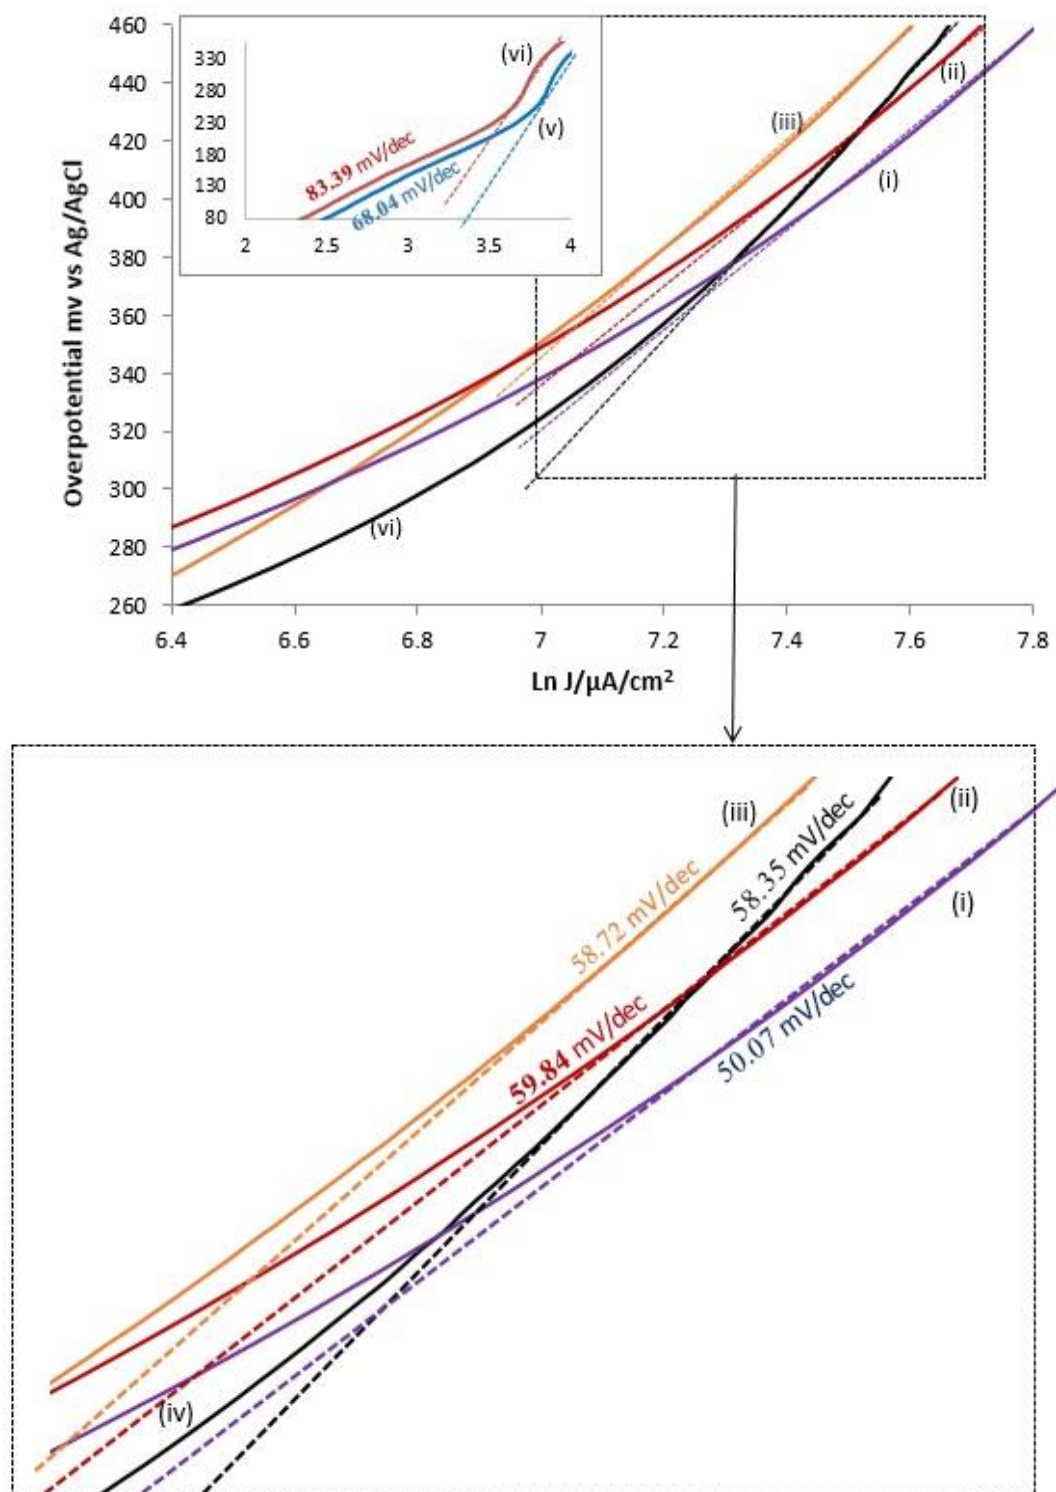 460
440
420
400
380
360
340
320
300
280
260
Overpotential mv vs Ag/AgCl
330
280
230
180
130
80
2
2.5
3
3.5
4
(vi)
(v)
83.39 mV/dec
68.04 mV/dec
(iii)
(ii)
(i)
(vi)
6.4
6.6
6.8
7
7.2
7.4
7.6
7.8
Ln J/µA/cm²
(iii)
(ii)
(i)
58.72 mV/dec
58.35 mV/dec
59.84 mV/dec
50.07 mV/dec
(iv)